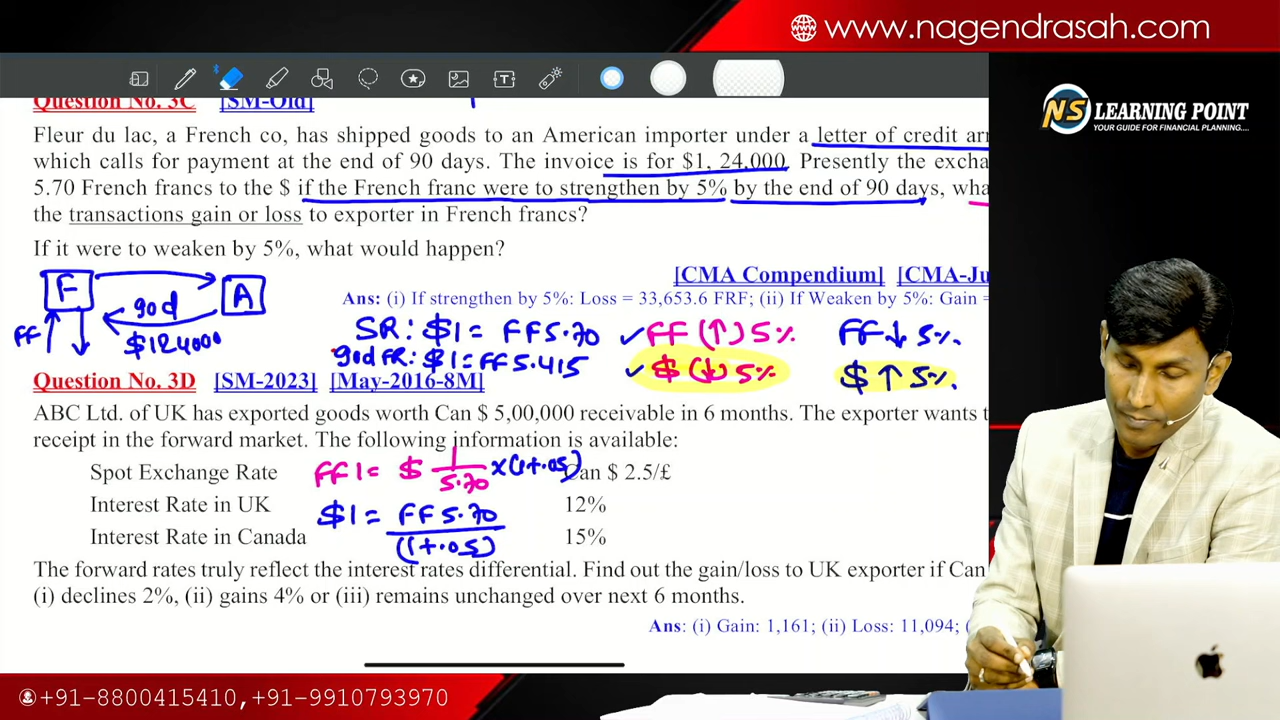 www.nagendrasah.com
NS LEARNING POINT
YOUR GUIDE FOR FINANCIAL PLANNING....
Question No. 3C [SM-Old]
Fleur du lac, a French co, has shipped goods to an American importer under a letter of credit arr
which calls for payment at the end of 90 days. The invoice is for $1, 24,000. Presently the excha
5.70 French francs to the $ if the French franc were to strengthen by 5% by the end of 90 days, wha
the transactions gain or loss to exporter in French francs?
If it were to weaken by 5%, what would happen?
[CMA Compendium] [CMA-Ju
Ans: (i) If strengthen by 5%: Loss = 33,653.6 FRF; (ii) If Weaken by 5%: Gain =
F
A
90d
$124000
FF
SR: $1 = FF5.70
90d FR: $1 = FF 5.415
✓FF (↑) 5%
✓$ (↓) 5%
FF ↓ 5%.
$ ↑ 5%.
Question No. 3D [SM-2023] [May-2016-8M]
ABC Ltd. of UK has exported goods worth Can $ 5,00,000 receivable in 6 months. The exporter wants t
receipt in the forward market. The following information is available:
Spot Exchange Rate Can $ 2.5/£
FF1 = $ 1/5.70 x(1+.05)
Interest Rate in UK 12%
$1 = FF 5.70/(1+.05)
Interest Rate in Canada 15%
The forward rates truly reflect the interest rates differential. Find out the gain/loss to UK exporter if Can
(i) declines 2%, (ii) gains 4% or (iii) remains unchanged over next 6 months.
Ans: (i) Gain: 1,161; (ii) Loss: 11,094; (
+91-8800415410,+91-9910793970